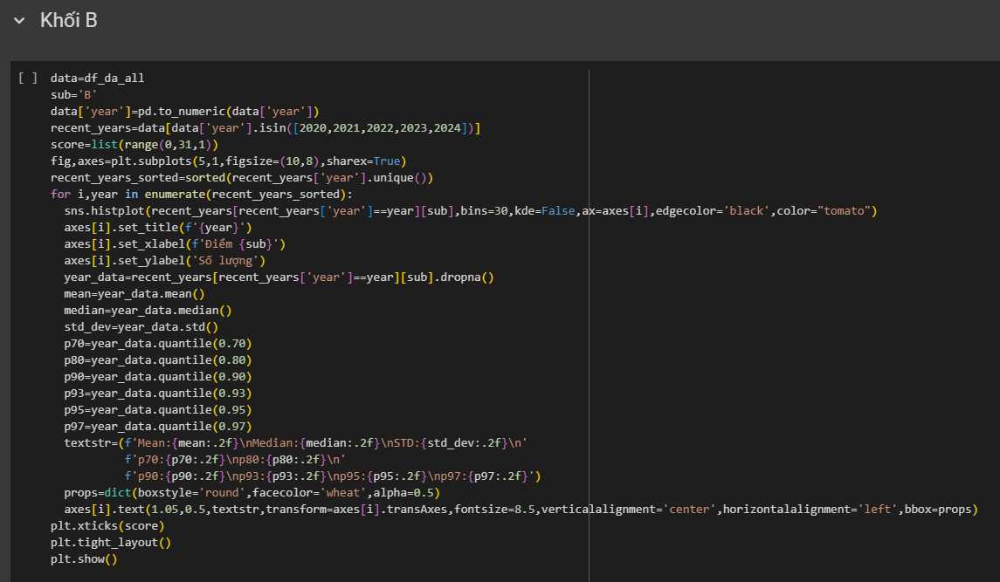 Khối B
[ ] data=df_da_all
sub='B'
data['year']=pd.to_numeric(data['year'])
recent_years=data[data['year'].isin([2020,2021,2022,2023,2024])]
score=list(range(0,31,1))
fig,axes=plt.subplots(5,1,figsize=(10,8),sharex=True)
recent_years_sorted=sorted(recent_years['year'].unique())
for i,year in enumerate(recent_years_sorted):
  sns.histplot(recent_years[recent_years['year']==year][sub],bins=30,kde=False,ax=axes[i],edgecolor='black',color="tomato")
  axes[i].set_title(f'{year}')
  axes[i].set_xlabel(f'Điểm {sub}')
  axes[i].set_ylabel('Số lượng')
  year_data=recent_years[recent_years['year']==year][sub].dropna()
  mean=year_data.mean()
  median=year_data.median()
  std_dev=year_data.std()
  p70=year_data.quantile(0.70)
  p80=year_data.quantile(0.80)
  p90=year_data.quantile(0.90)
  p93=year_data.quantile(0.93)
  p95=year_data.quantile(0.95)
  p97=year_data.quantile(0.97)
  textstr=(f'Mean:{mean:.2f}\nMedian:{median:.2f}\nSTD:{std_dev:.2f}\n'
           f'p70:{p70:.2f}\np80:{p80:.2f}\n'
           f'p90:{p90:.2f}\np93:{p93:.2f}\np95:{p95:.2f}\np97:{p97:.2f}')
  props=dict(boxstyle='round',facecolor='wheat',alpha=0.5)
  axes[i].text(1.05,0.5,textstr,transform=axes[i].transAxes,fontsize=8.5,verticalalignment='center',horizontalalignment='left',bbox=props)
plt.xticks(score)
plt.tight_layout()
plt.show()